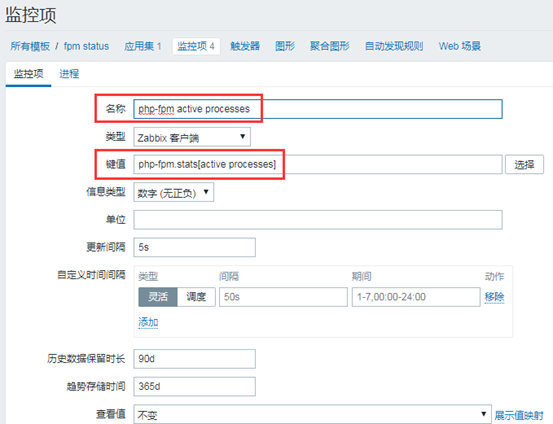 监控项
所有模板 / fpm status 应用集 1 监控项 4 触发器 图形 聚合图形 自动发现规则 Web 场景
监控项 进程
名称 php-fpm active processes
类型 Zabbix 客户端
键值 php-fpm.stats[active processes] 选择
信息类型 数字 (无正负)
单位
更新间隔 5s
自定义时间间隔 类型 间隔 期间 动作
灵活 调度 50s 1-7,00:00-24:00 移除
添加
历史数据保留时长 90d
趋势存储时间 365d
查看值 不变 展示值映射